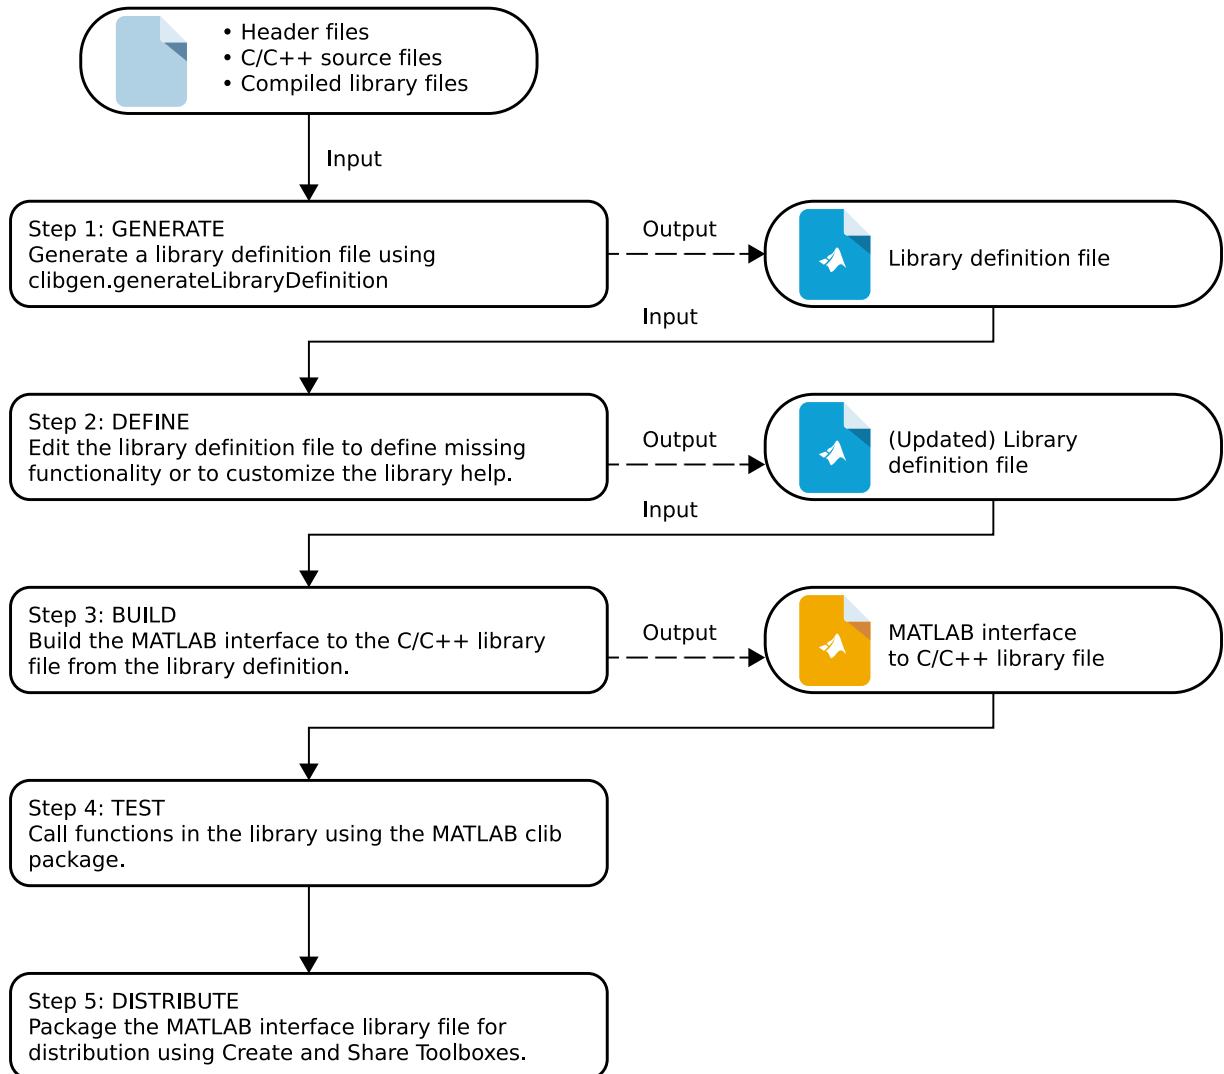 • Header files
• C/C++ source files
• Compiled library files
Input
Step 1: GENERATE
Generate a library definition file using
clibgen.generateLibraryDefinition
Output
Library definition file
Input
Step 2: DEFINE
Edit the library definition file to define missing
functionality or to customize the library help.
Output
(Updated) Library
definition file
Input
Step 3: BUILD
Build the MATLAB interface to the C/C++ library
file from the library definition.
Output
MATLAB interface
to C/C++ library file
Step 4: TEST
Call functions in the library using the MATLAB clib
package.
Step 5: DISTRIBUTE
Package the MATLAB interface library file for
distribution using Create and Share Toolboxes.